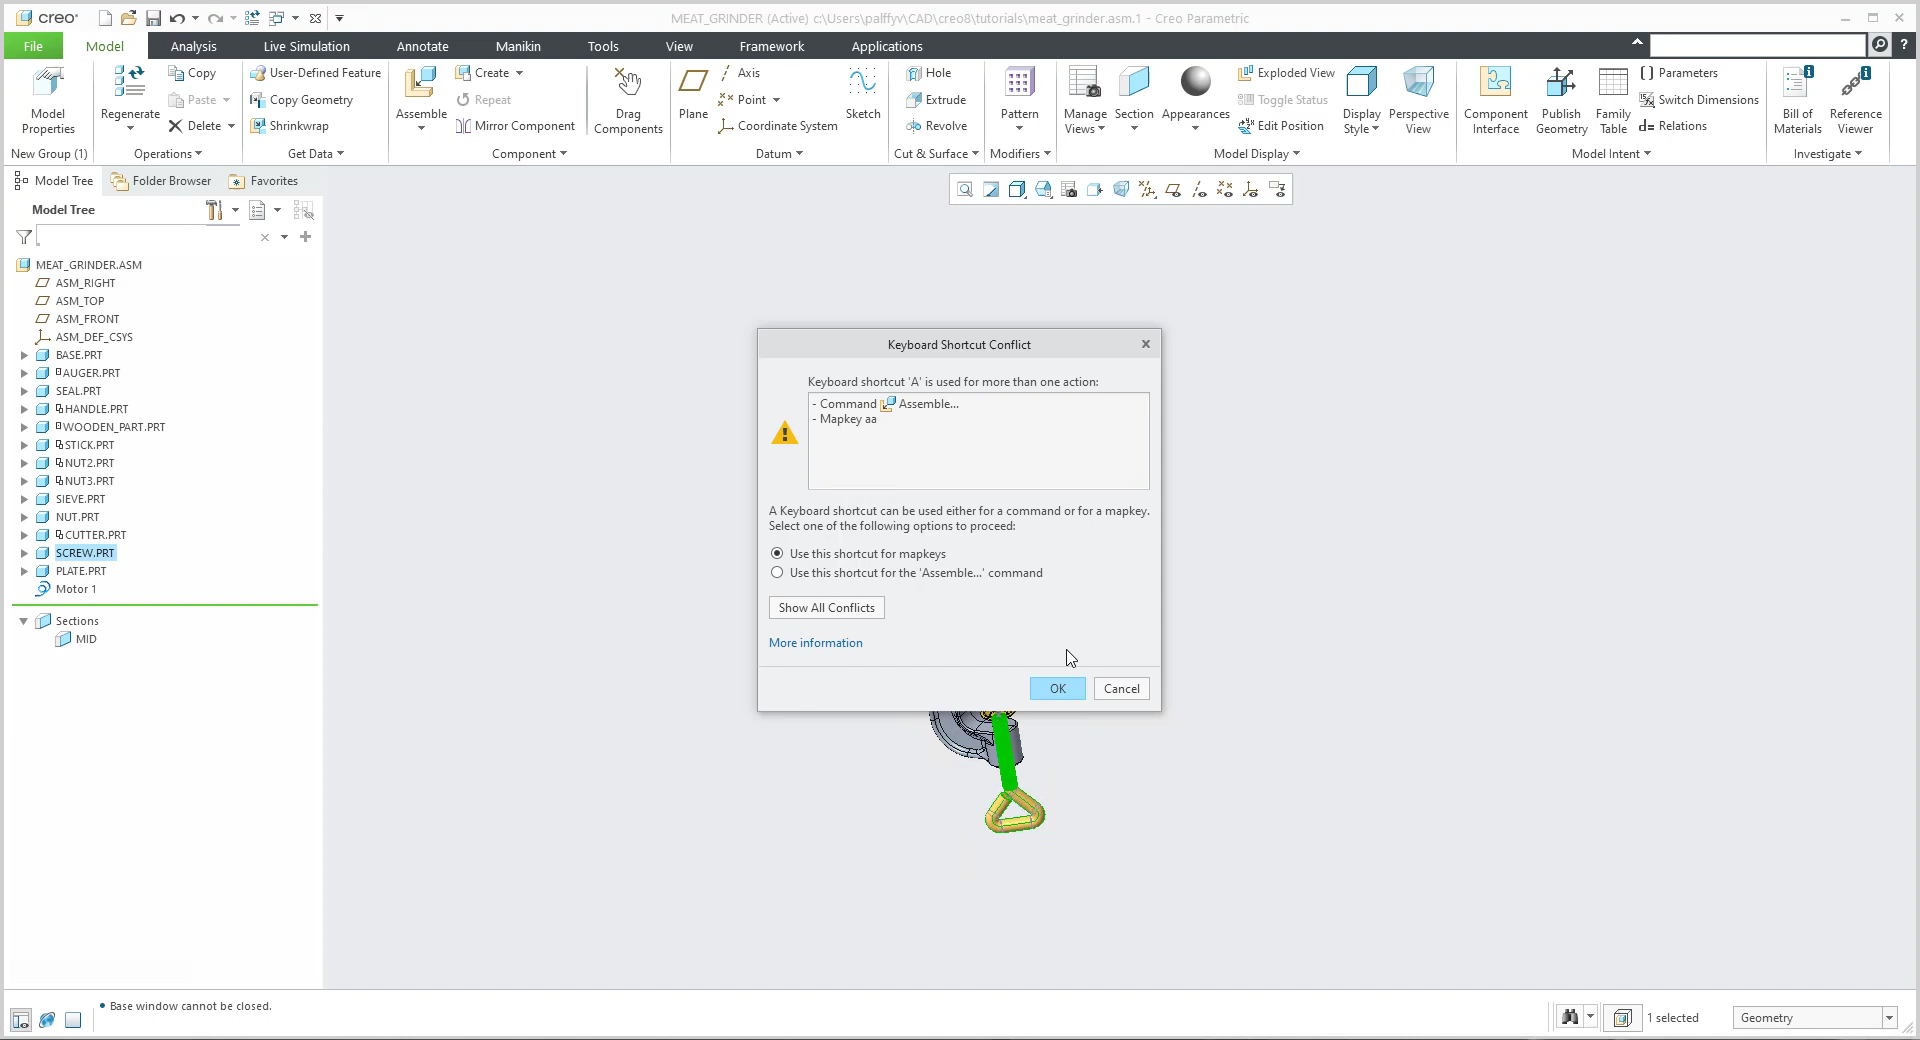 creo
MEAT_GRINDER (Active) c:\Users\palffyv\CAD\creo8\tutorials\meat_grinder.asm.1 - Creo Parametric
File
Model
Analysis
Live Simulation
Annotate
Manikin
Tools
View
Framework
Applications
Model
Properties
New Group (1)
Regenerate
Copy
Paste
Delete
Operations
User-Defined Feature
Copy Geometry
Shrinkwrap
Get Data
Assemble
Create
Repeat
Mirror Component
Component
Drag
Components
Plane
Axis
Point
Coordinate System
Sketch
Datum
Hole
Extrude
Revolve
Cut & Surface
Pattern
Modifiers
Manage
Views
Section
Appearances
Exploded View
Toggle Status
Edit Position
Display
Style
Perspective
View
Model Display
Component
Interface
Publish
Geometry
Family
Table
Parameters
Switch Dimensions
Relations
Model Intent
Bill of
Materials
Reference
Viewer
Investigate
Model Tree
Folder Browser
Favorites
Model Tree
MEAT_GRINDER.ASM
ASM_RIGHT
ASM_TOP
ASM_FRONT
ASM_DEF_CSYS
BASE.PRT
AUGER.PRT
SEAL.PRT
HANDLE.PRT
WOODEN_PART.PRT
STICK.PRT
NUT2.PRT
NUT3.PRT
SIEVE.PRT
NUT.PRT
CUTTER.PRT
SCREW.PRT
PLATE.PRT
Motor 1
Sections
MID
Keyboard Shortcut Conflict
Keyboard shortcut 'A' is used for more than one action:
- Command Assemble...
- Mapkey aa
A Keyboard shortcut can be used either for a command or for a mapkey.
Select one of the following options to proceed:
Use this shortcut for mapkeys
Use this shortcut for the 'Assemble...' command
Show All Conflicts
More information
OK
Cancel
Base window cannot be closed.
1 selected
Geometry